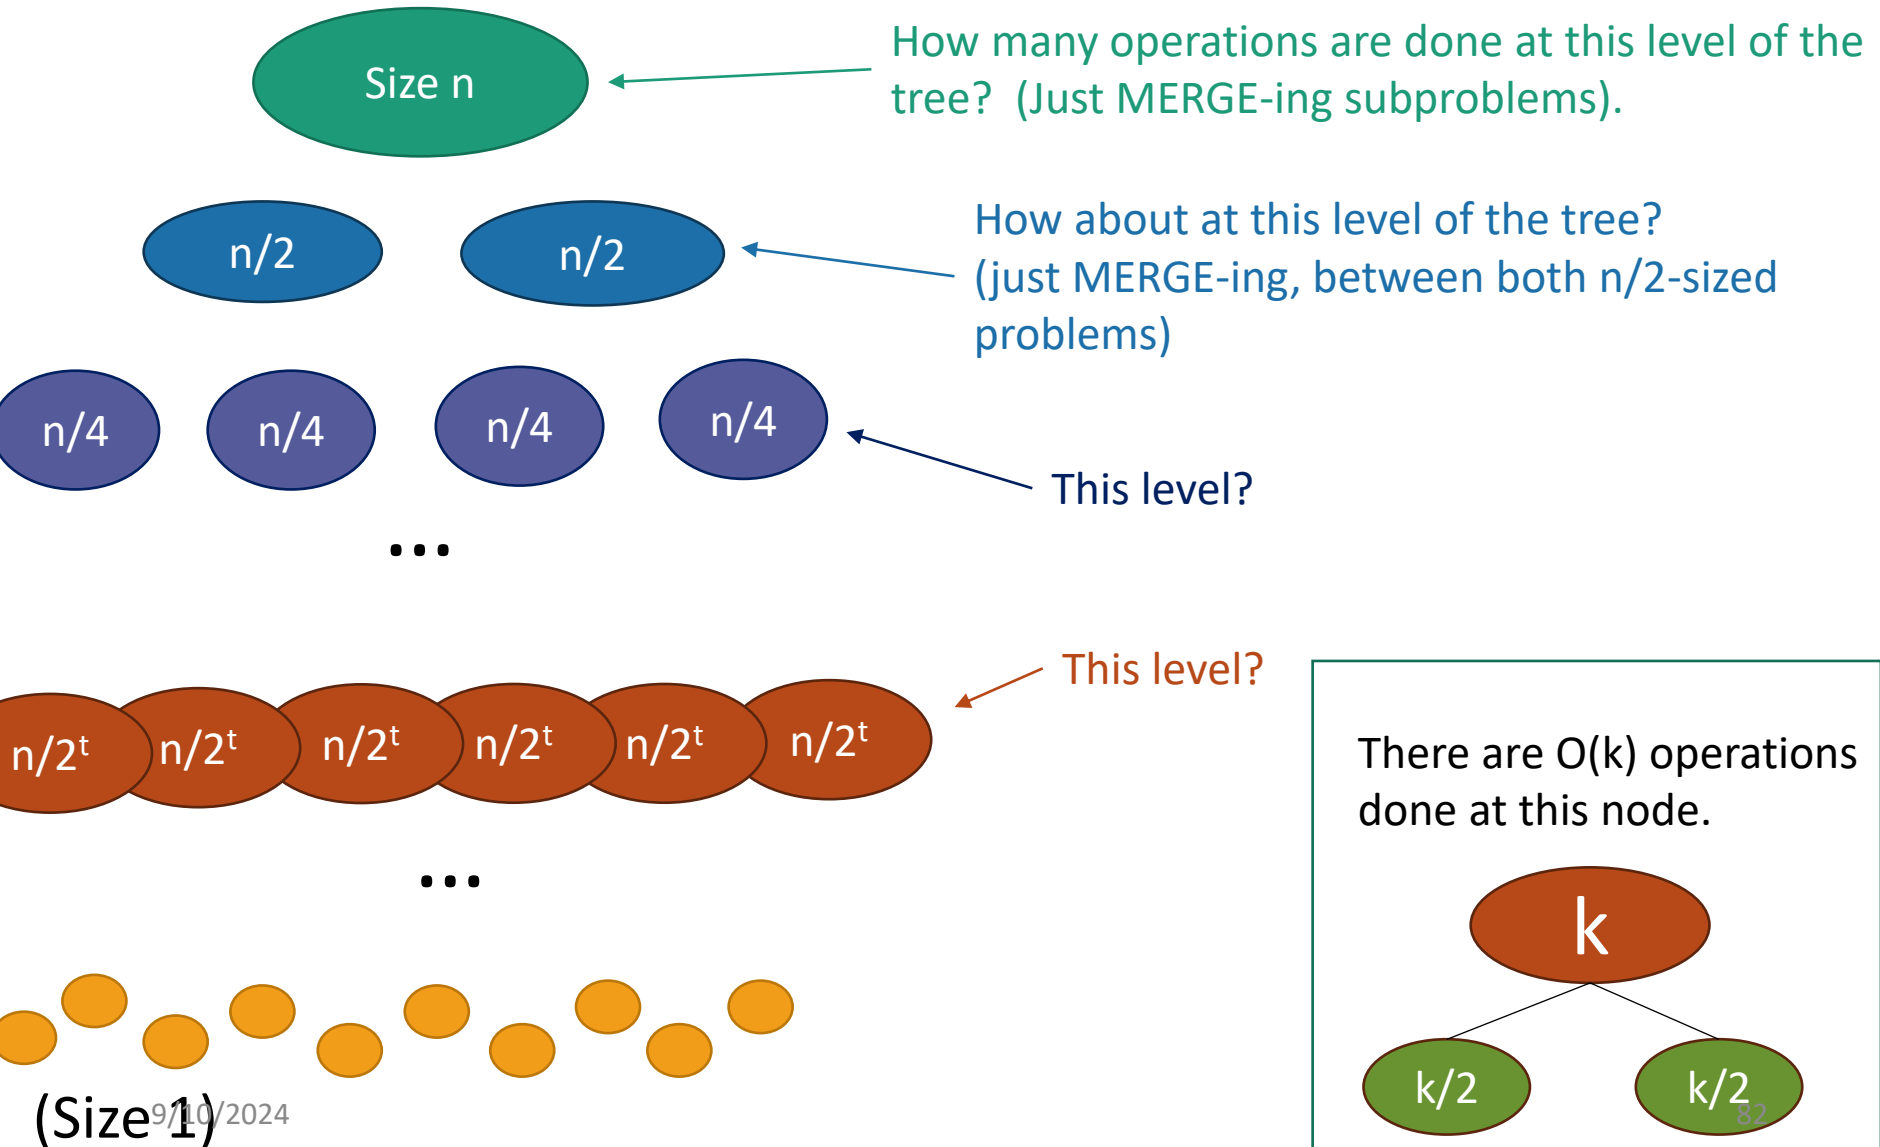 Size n
How many operations are done at this level of the
tree?  (Just MERGE-ing subproblems).
n/2
n/2
How about at this level of the tree?
(just MERGE-ing, between both n/2-sized
problems)
n/4
n/4
n/4
n/4
This level?
...
This level?
n/2ᵗ
n/2ᵗ
n/2ᵗ
n/2ᵗ
n/2ᵗ
n/2ᵗ
...
There are O(k) operations
done at this node.
k
k/2
k/2
(Size 1)
9/10/2024
82